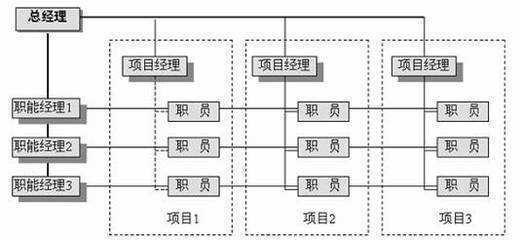 总经理
项目经理 项目经理 项目经理
职能经理1 职 员 职 员 职 员
职能经理2 职 员 职 员 职 员
职能经理3 职 员 职 员 职 员
项目1 项目2 项目3